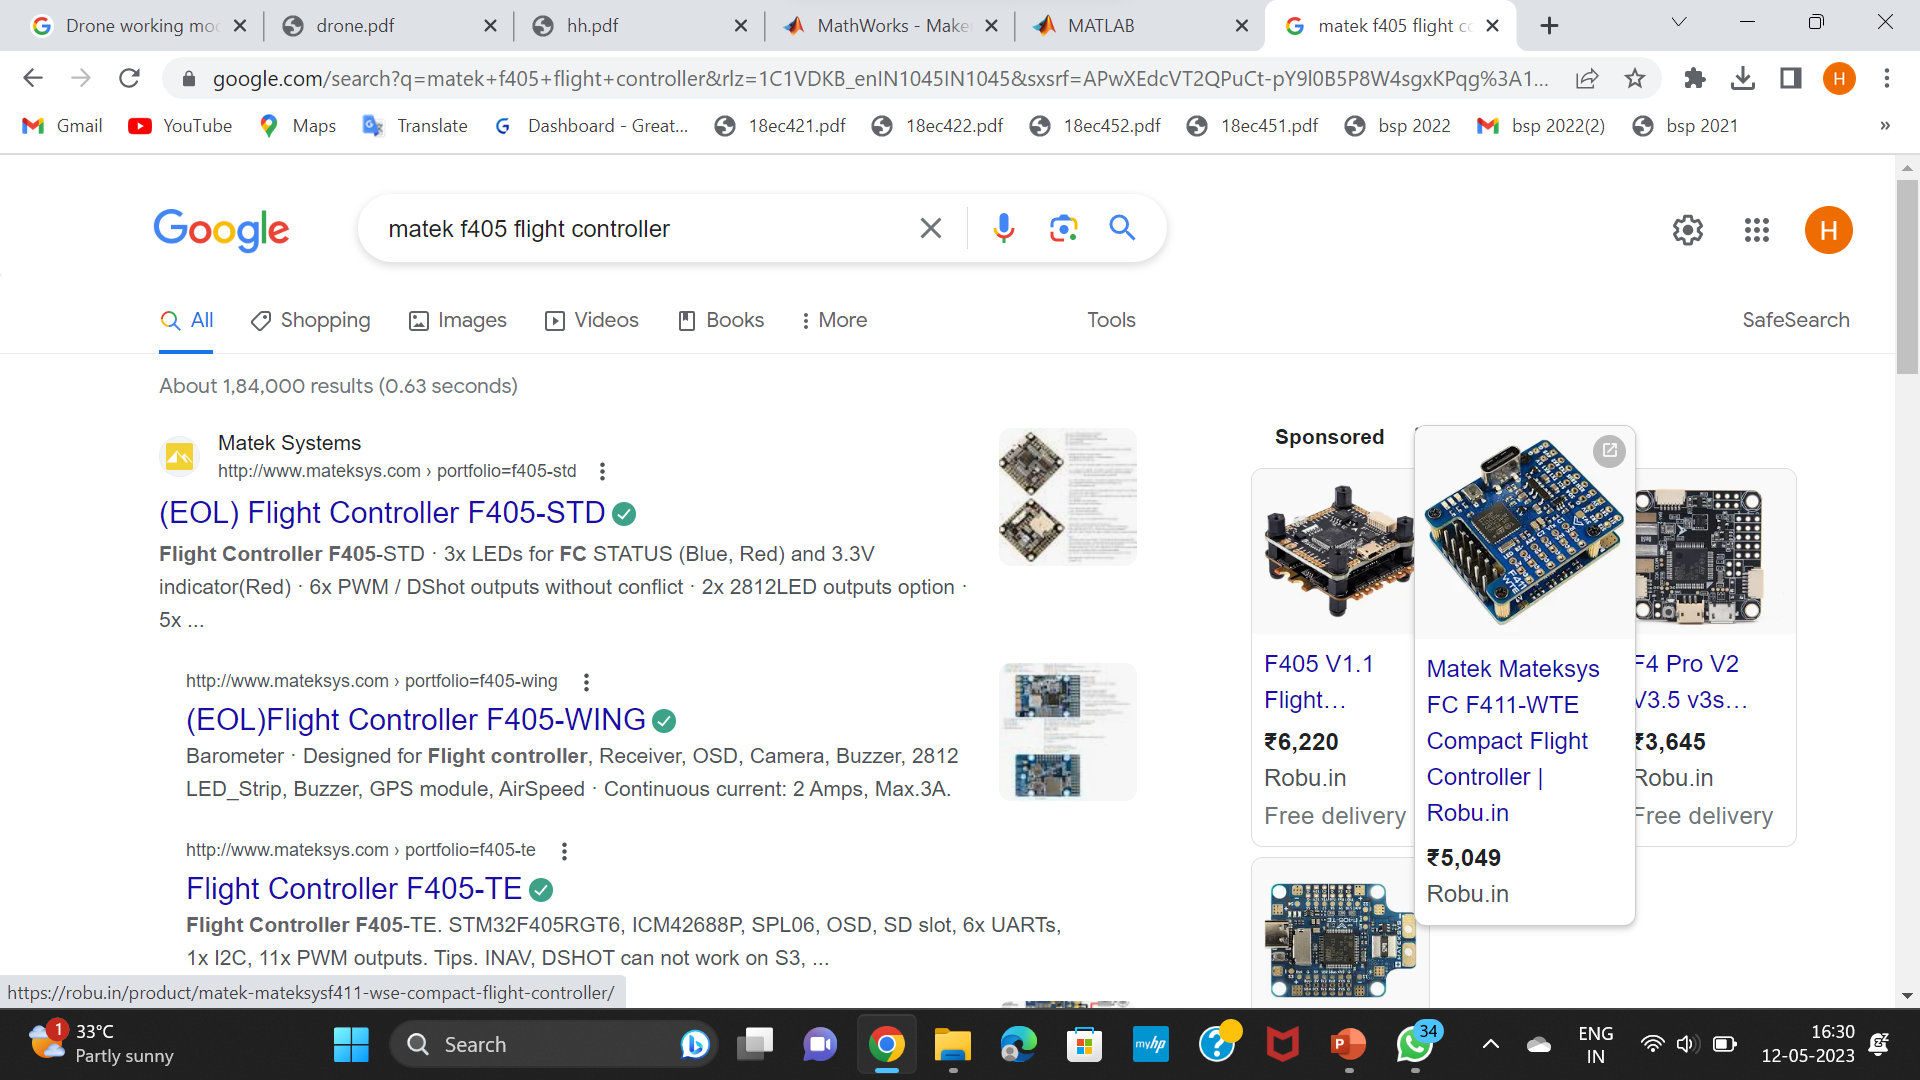 Drone working mo
drone.pdf
hh.pdf
MathWorks - Make
MATLAB
matek f405 flight co
google.com/search?q=matek+f405+flight+controller&rlz=1C1VDKB_enIN1045IN1045&sxsrf=APwXEdcVT2QPuCt-pY9l0B5P8W4sgxKPqg%3A1...
H
Gmail
YouTube
Maps
Translate
Dashboard - Great...
18ec421.pdf
18ec422.pdf
18ec452.pdf
18ec451.pdf
bsp 2022
bsp 2022(2)
bsp 2021
»
Google
matek f405 flight controller
H
All
Shopping
Images
Videos
Books
More
Tools
SafeSearch
About 1,84,000 results (0.63 seconds)
Matek Systems
http://www.mateksys.com › portfolio=f405-std
(EOL) Flight Controller F405-STD
Flight Controller F405-STD · 3x LEDs for FC STATUS (Blue, Red) and 3.3V
indicator(Red) · 6x PWM / DShot outputs without conflict · 2x 2812LED outputs option ·
5x ...
http://www.mateksys.com › portfolio=f405-wing
(EOL)Flight Controller F405-WING
Barometer · Designed for Flight controller, Receiver, OSD, Camera, Buzzer, 2812
LED_Strip, Buzzer, GPS module, AirSpeed · Continuous current: 2 Amps, Max.3A.
http://www.mateksys.com › portfolio=f405-te
Flight Controller F405-TE
Flight Controller F405-TE. STM32F405RGT6, ICM42688P, SPL06, OSD, SD slot, 6x UARTs,
1x I2C, 11x PWM outputs. Tips. INAV, DSHOT can not work on S3, ...
Sponsored
F405 V1.1
Flight...
₹6,220
Robu.in
Free delivery
F411
WTE
Matek Mateksys
FC F411-WTE
Compact Flight
Controller |
Robu.in
₹5,049
Robu.in
F4 Pro V2
V3.5 v3s...
₹3,645
Robu.in
Free delivery
F405-TE
https://robu.in/product/matek-mateksysf411-wse-compact-flight-controller/
1
33°C
Partly sunny
Search
myhp
34
ENG
IN
16:30
12-05-2023